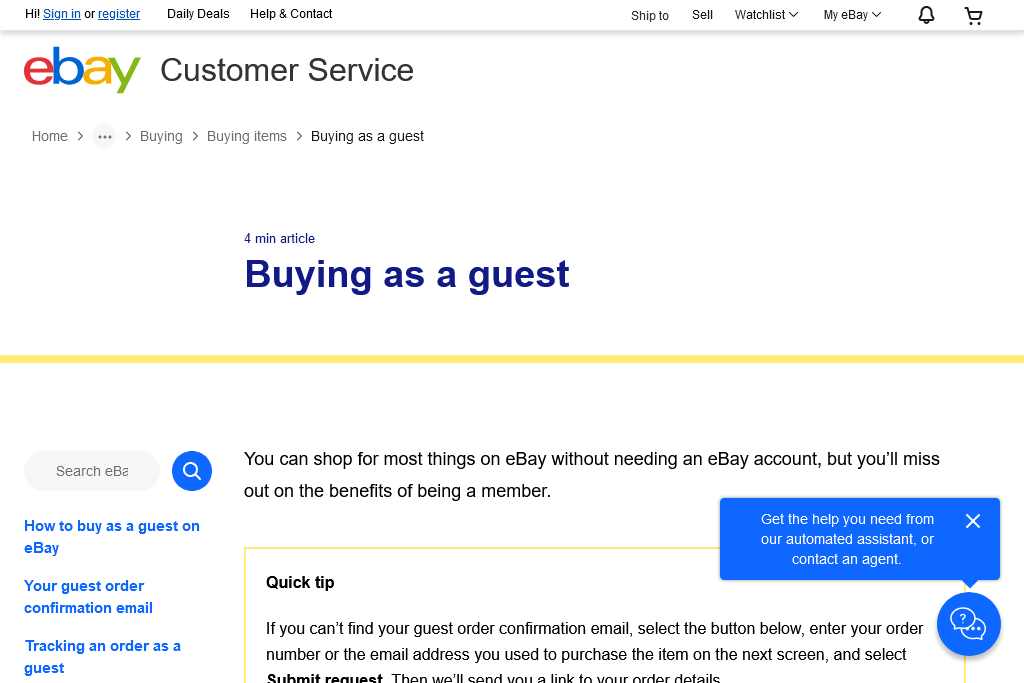 Hi! Sign in or register Daily Deals Help & Contact Ship to Sell Watchlist My eBay
ebay Customer Service
Home Buying Buying items Buying as a guest
4 min article
Buying as a guest
You can shop for most things on eBay without needing an eBay account, but you’ll miss
out on the benefits of being a member.
Search eBa
How to buy as a guest on
eBay
Your guest order
confirmation email
Tracking an order as a
guest
Get the help you need from
our automated assistant, or
contact an agent.
Quick tip
If you can’t find your guest order confirmation email, select the button below, enter your order
number or the email address you used to purchase the item on the next screen, and select
Submit request. Then we’ll send you a link to your order details.